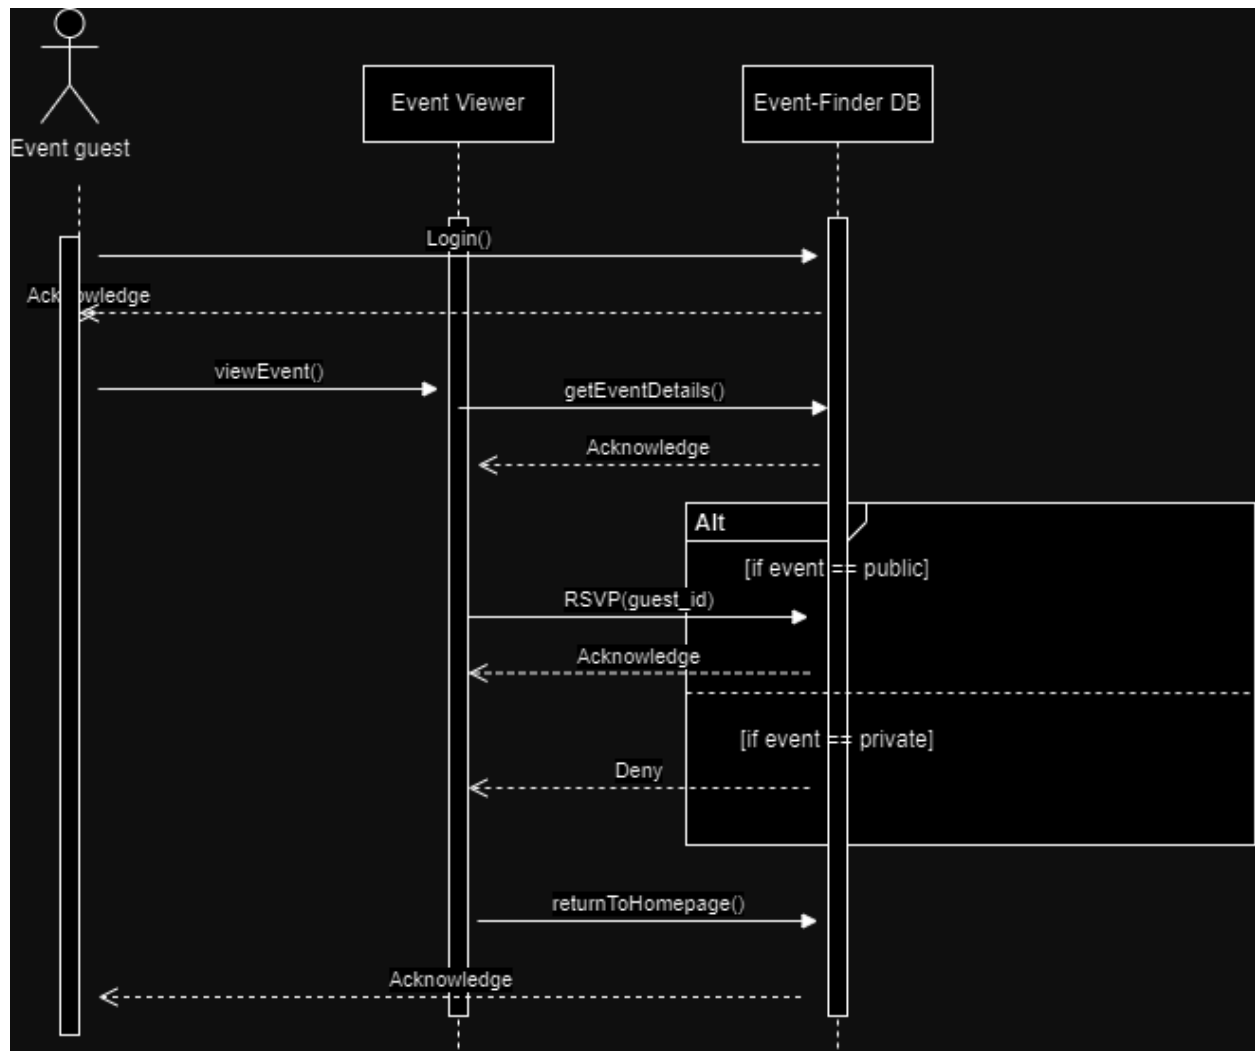 Event guest
Event Viewer
Event-Finder DB
Login()
Acknowledge
viewEvent()
getEventDetails()
Acknowledge
Alt
[if event == public]
RSVP(guest_id)
Acknowledge
[if event == private]
Deny
returnToHomepage()
Acknowledge